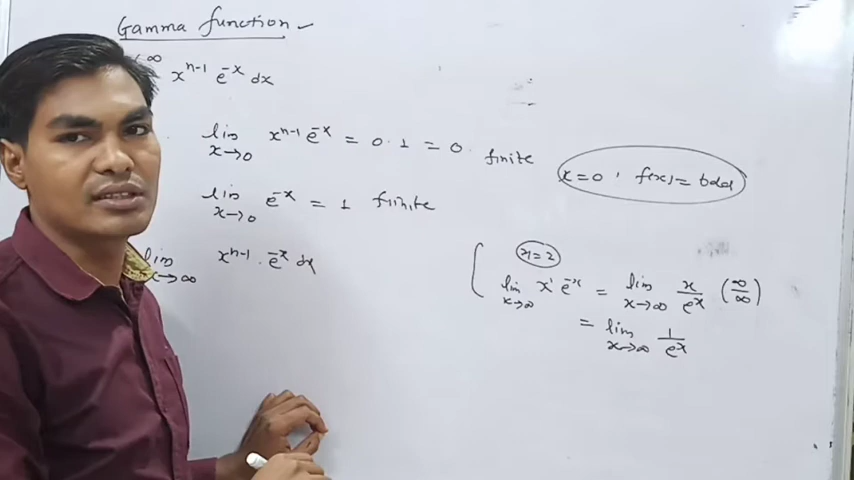 Gamma function
∞ x^{n-1} e^{-x} dx
lim x→0 x^{n-1} e^{-x} = 0·1 = 0. finite
x=0, f(x)= bdd
lim x→0 e^{-x} = 1 finite
lim x→∞ x^{n-1} · e^{-x} dx
n=2
lim x→∞ x^1 e^{-x} = lim x→∞ x/e^x (∞/∞)
= lim x→∞ 1/e^x